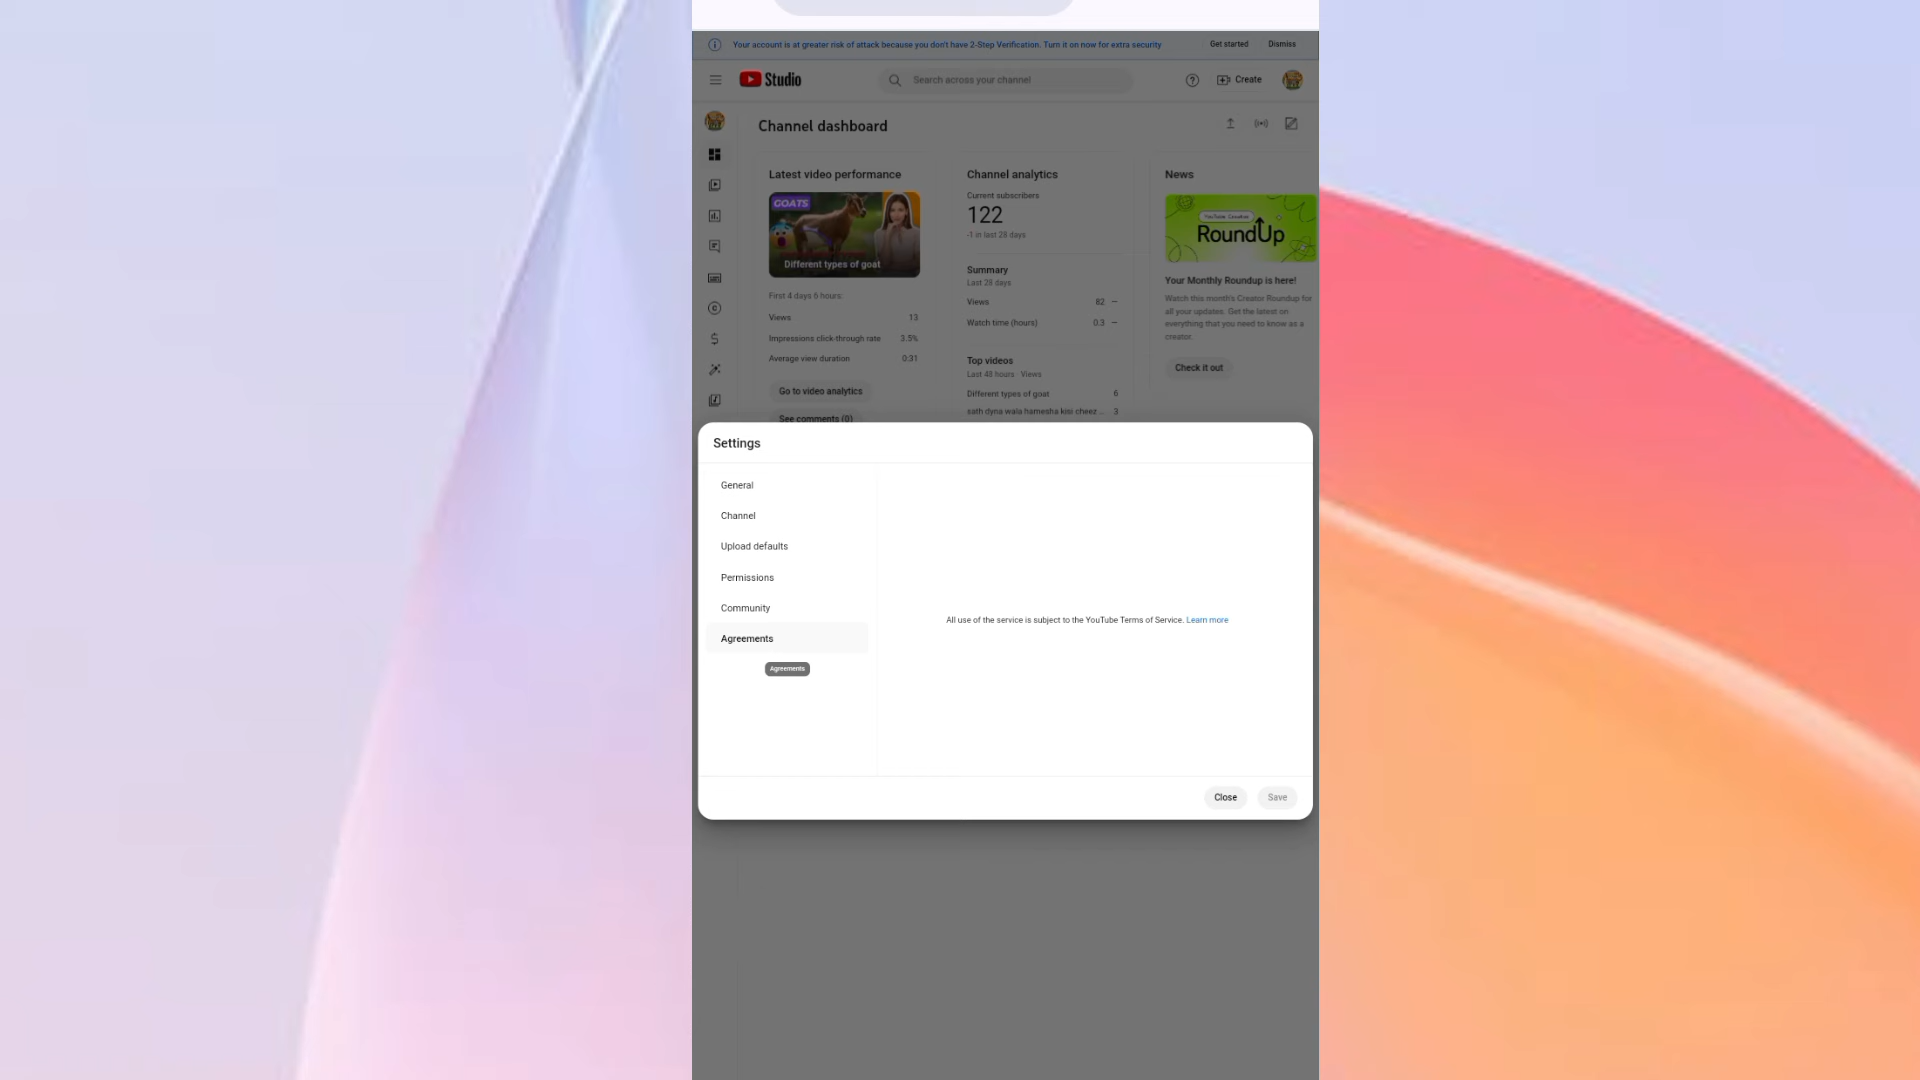 Your account is at greater risk of attack because you don't have 2-Step Verification. Turn it on now for extra security
Get started
Dismiss
Studio
Search across your channel
Create
Channel dashboard
Latest video performance
GOATS
Different types of goat
First 4 days 6 hours:
Views 13
Impressions click-through rate 3.5%
Average view duration 0:31
Go to video analytics
See comments (0)
Channel analytics
Current subscribers
122
-1 in last 28 days
Summary
Last 28 days
Views 82 —
Watch time (hours) 0.3 —
Top videos
Last 48 hours · Views
Different types of goat 6
sath dyna wala hamesha kisi cheez ... 3
News
YouTube Creator
RoundUp
Your Monthly Roundup is here!
Watch this month's Creator Roundup for
all your updates. Get the latest on
everything that you need to know as a
creator.
Check it out
Settings
General
Channel
Upload defaults
Permissions
Community
Agreements
Agreements
All use of the service is subject to the YouTube Terms of Service. Learn more
Close
Save